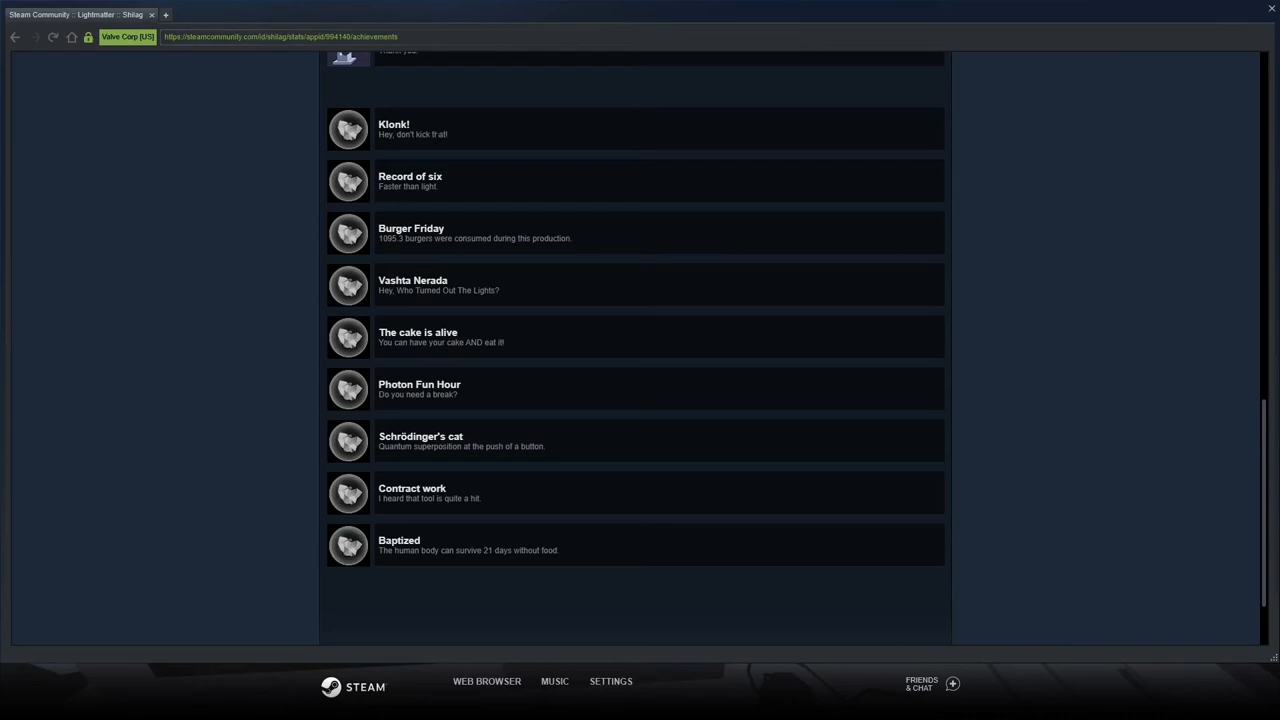 Steam Community :: Lightmatter :: Shilag
Valve Corp [US]
https://steamcommunity.com/id/shilag/stats/appid/994140/achievements
Klonk!
Hey, don't kick that!
Record of six
Faster than light.
Burger Friday
1095.3 burgers were consumed during this production.
Vashta Nerada
Hey, Who Turned Out The Lights?
The cake is alive
You can have your cake AND eat it!
Photon Fun Hour
Do you need a break?
Schrödinger's cat
Quantum superposition at the push of a button.
Contract work
I heard that tool is quite a hit.
Baptized
The human body can survive 21 days without food.
STEAM
WEB BROWSER
MUSIC
SETTINGS
FRIENDS
& CHAT